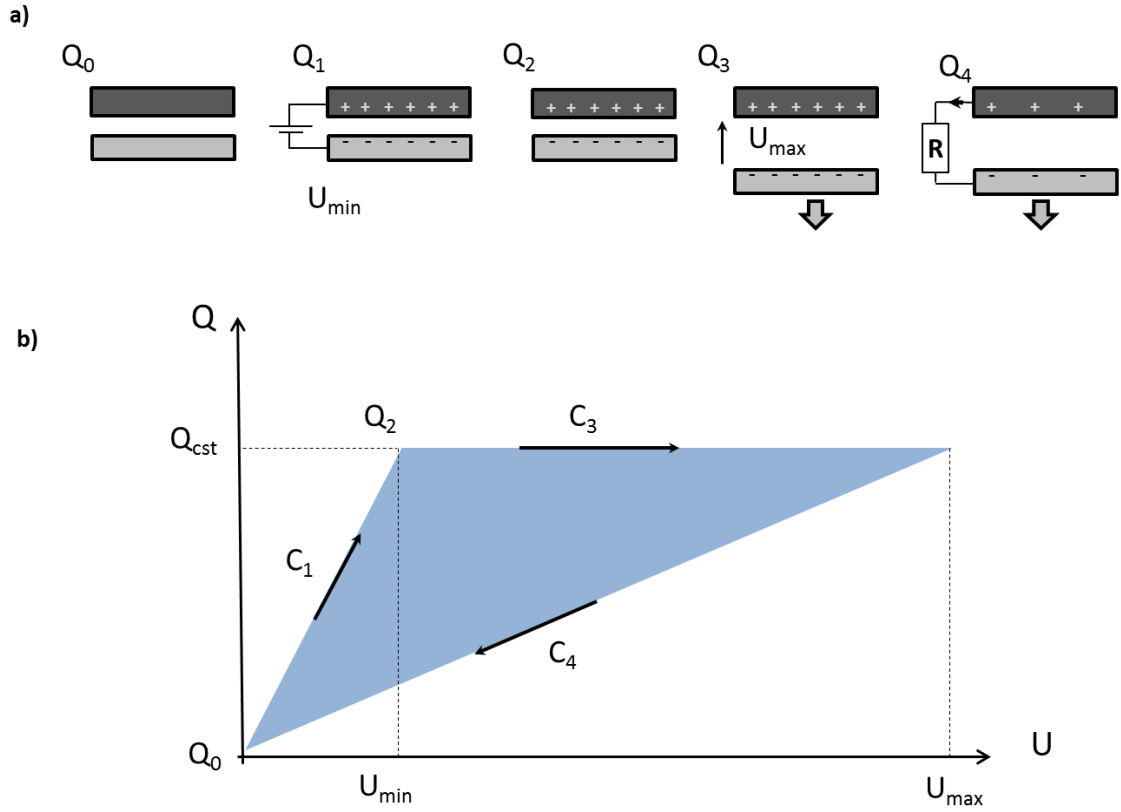 a)
Q0 Q1 Q2 Q3 Q4
+ + + + + + + + + + + + + + + + + + + + +
- - - - - - - - - - - - - - - - - - - - -
Umin
Umax
R
b)
Q
Qcst
Q2
C3
C1
C4
Q0
Umin
Umax
U